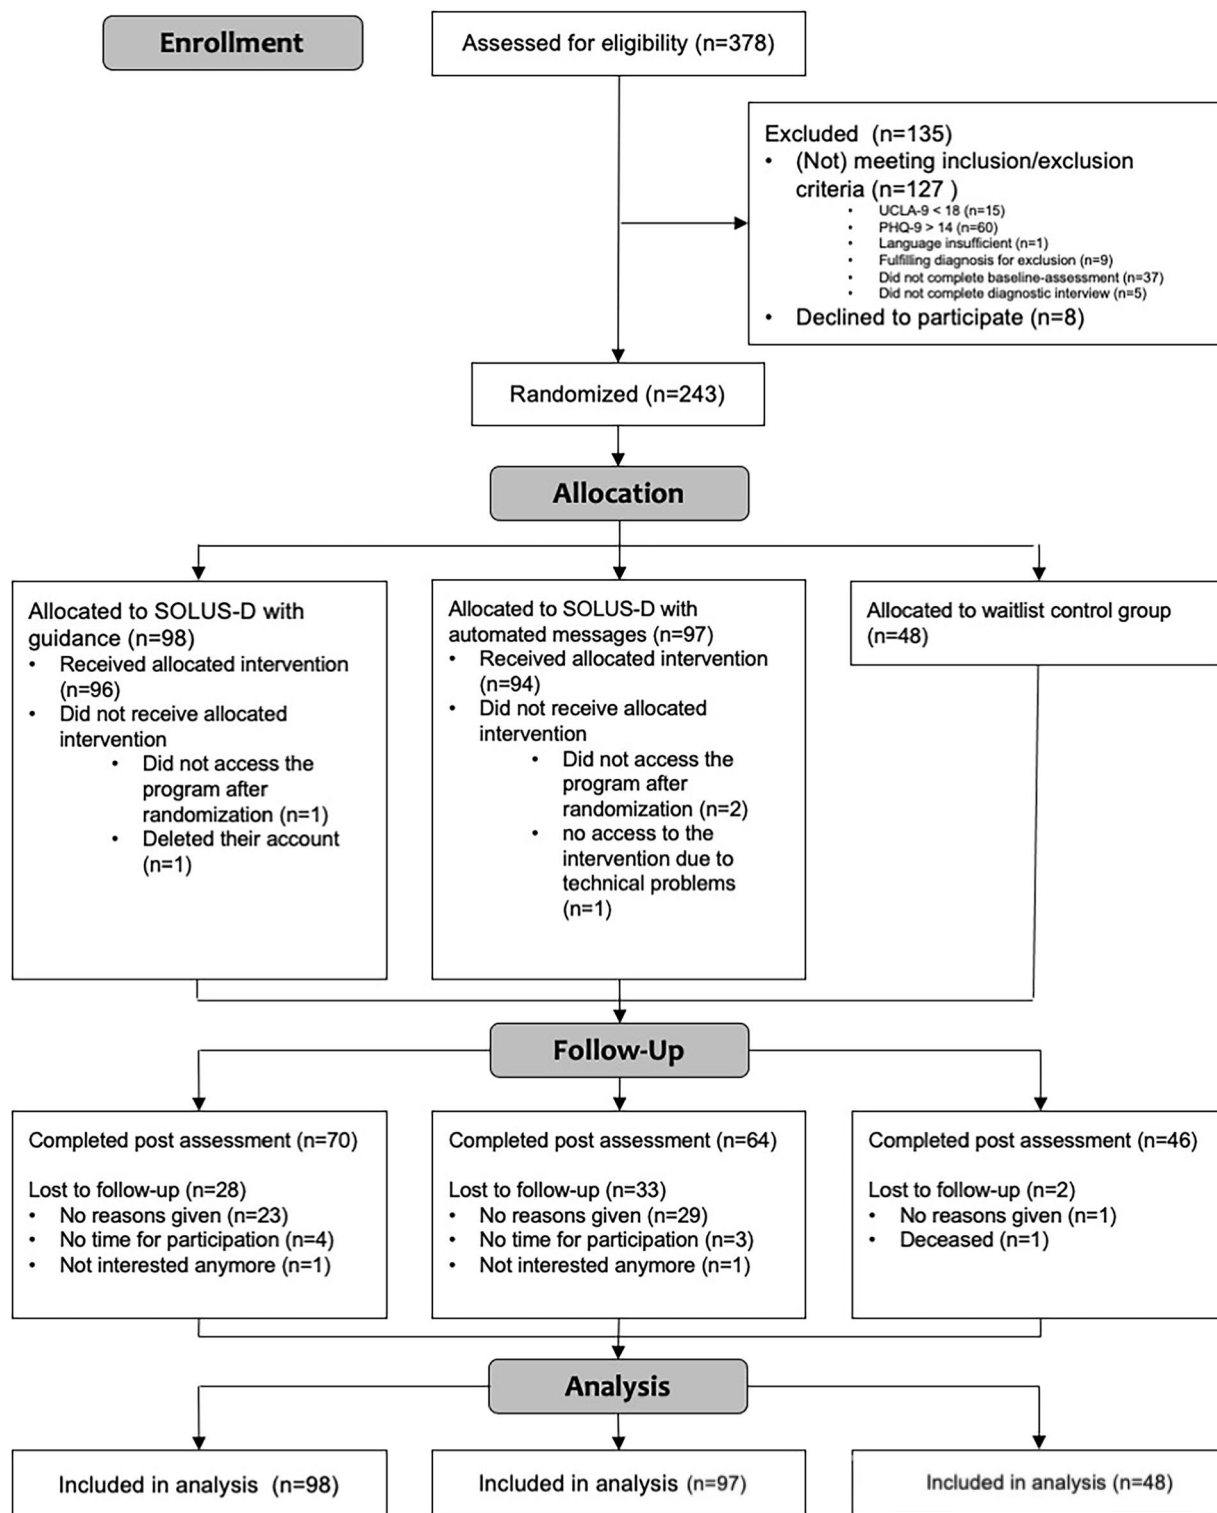 Enrollment
Assessed for eligibility (n=378)
Excluded  (n=135)
• (Not) meeting inclusion/exclusion
criteria (n=127 )
• UCLA-9 < 18 (n=15)
• PHQ-9 > 14 (n=60)
• Language insufficient (n=1)
• Fulfilling diagnosis for exclusion (n=9)
• Did not complete baseline-assessment (n=37)
• Did not complete diagnostic interview (n=5)
• Declined to participate (n=8)
Randomized (n=243)
Allocation
Allocated to SOLUS-D with
guidance (n=98)
• Received allocated intervention
(n=96)
• Did not receive allocated
intervention
• Did not access the
program after
randomization (n=1)
• Deleted their account
(n=1)
Allocated to SOLUS-D with
automated messages (n=97)
• Received allocated intervention
(n=94)
• Did not receive allocated
intervention
• Did not access the
program after
randomization (n=2)
• no access to the
intervention due to
technical problems
(n=1)
Allocated to waitlist control group
(n=48)
Follow-Up
Completed post assessment (n=70)
Lost to follow-up (n=28)
• No reasons given (n=23)
• No time for participation (n=4)
• Not interested anymore (n=1)
Completed post assessment (n=64)
Lost to follow-up (n=33)
• No reasons given (n=29)
• No time for participation (n=3)
• Not interested anymore (n=1)
Completed post assessment (n=46)
Lost to follow-up (n=2)
• No reasons given (n=1)
• Deceased (n=1)
Analysis
Included in analysis  (n=98)
Included in analysis (n=97)
Included in analysis (n=48)